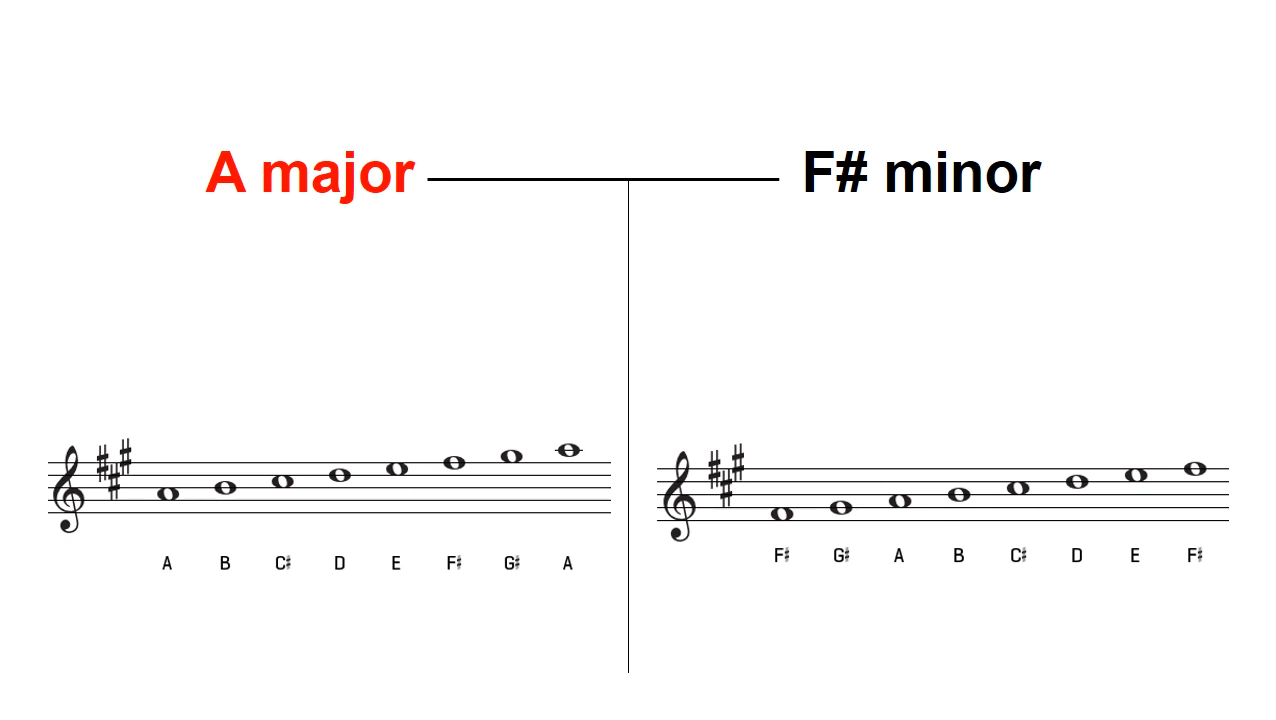 A major
F# minor
A B C♯ D E F♯ G♯ A
F♯ G♯ A B C♯ D E F♯